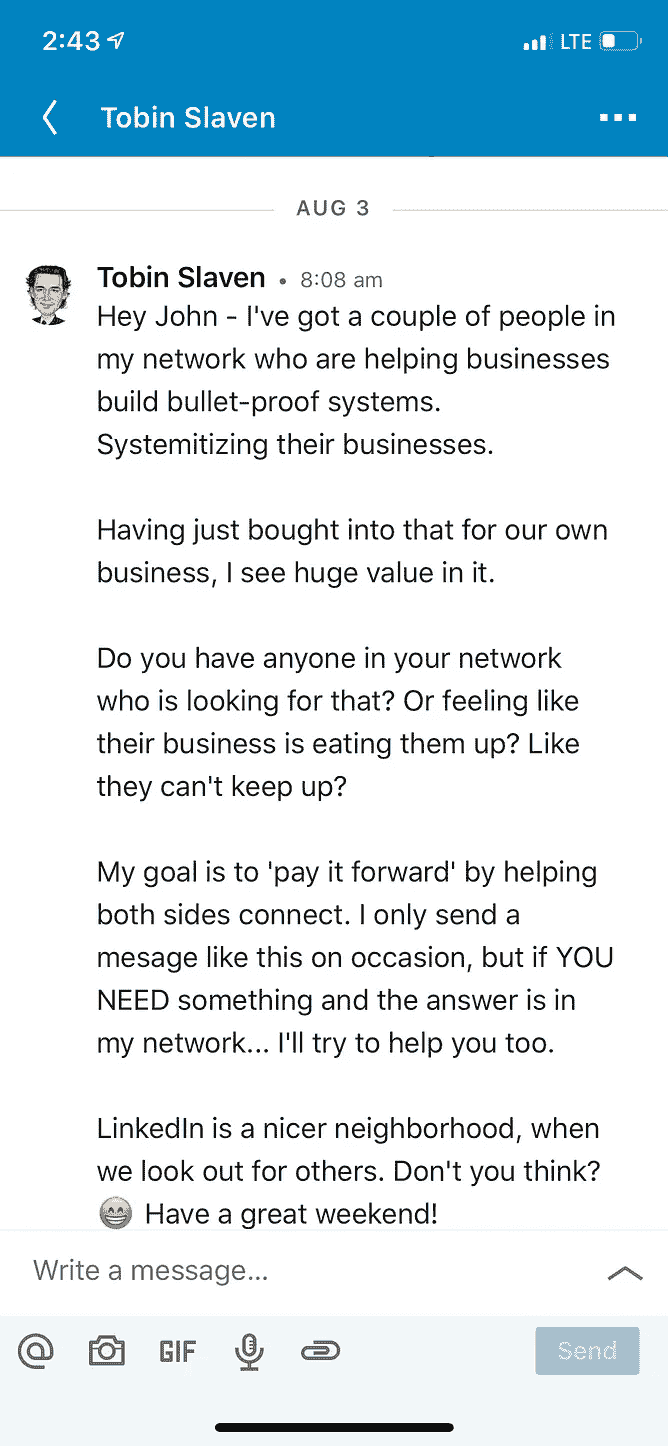 2:43
LTE
Tobin Slaven
AUG 3
Tobin Slaven • 8:08 am
Hey John - I've got a couple of people in
my network who are helping businesses
build bullet-proof systems.
Systemitizing their businesses.
Having just bought into that for our own
business, I see huge value in it.
Do you have anyone in your network
who is looking for that? Or feeling like
their business is eating them up? Like
they can't keep up?
My goal is to 'pay it forward' by helping
both sides connect. I only send a
mesage like this on occasion, but if YOU
NEED something and the answer is in
my network... I'll try to help you too.
LinkedIn is a nicer neighborhood, when
we look out for others. Don't you think?
😁 Have a great weekend!
Write a message...
GIF
Send